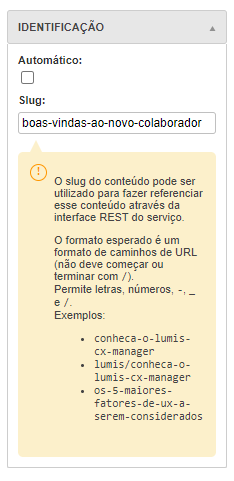 IDENTIFICAÇÃO
Automático:
Slug:
boas-vindas-ao-novo-colaborador
O slug do conteúdo pode ser
utilizado para fazer referenciar
esse conteúdo através da
interface REST do serviço.
O formato esperado é um
formato de caminhos de URL
(não deve começar ou
terminar com /).
Permite letras, números, -, _
e /.
Exemplos:
• conheca-o-lumis-
cx-manager
• lumis/conheca-o-
lumis-cx-manager
• os-5-maiores-
fatores-de-ux-a-
serem-considerados